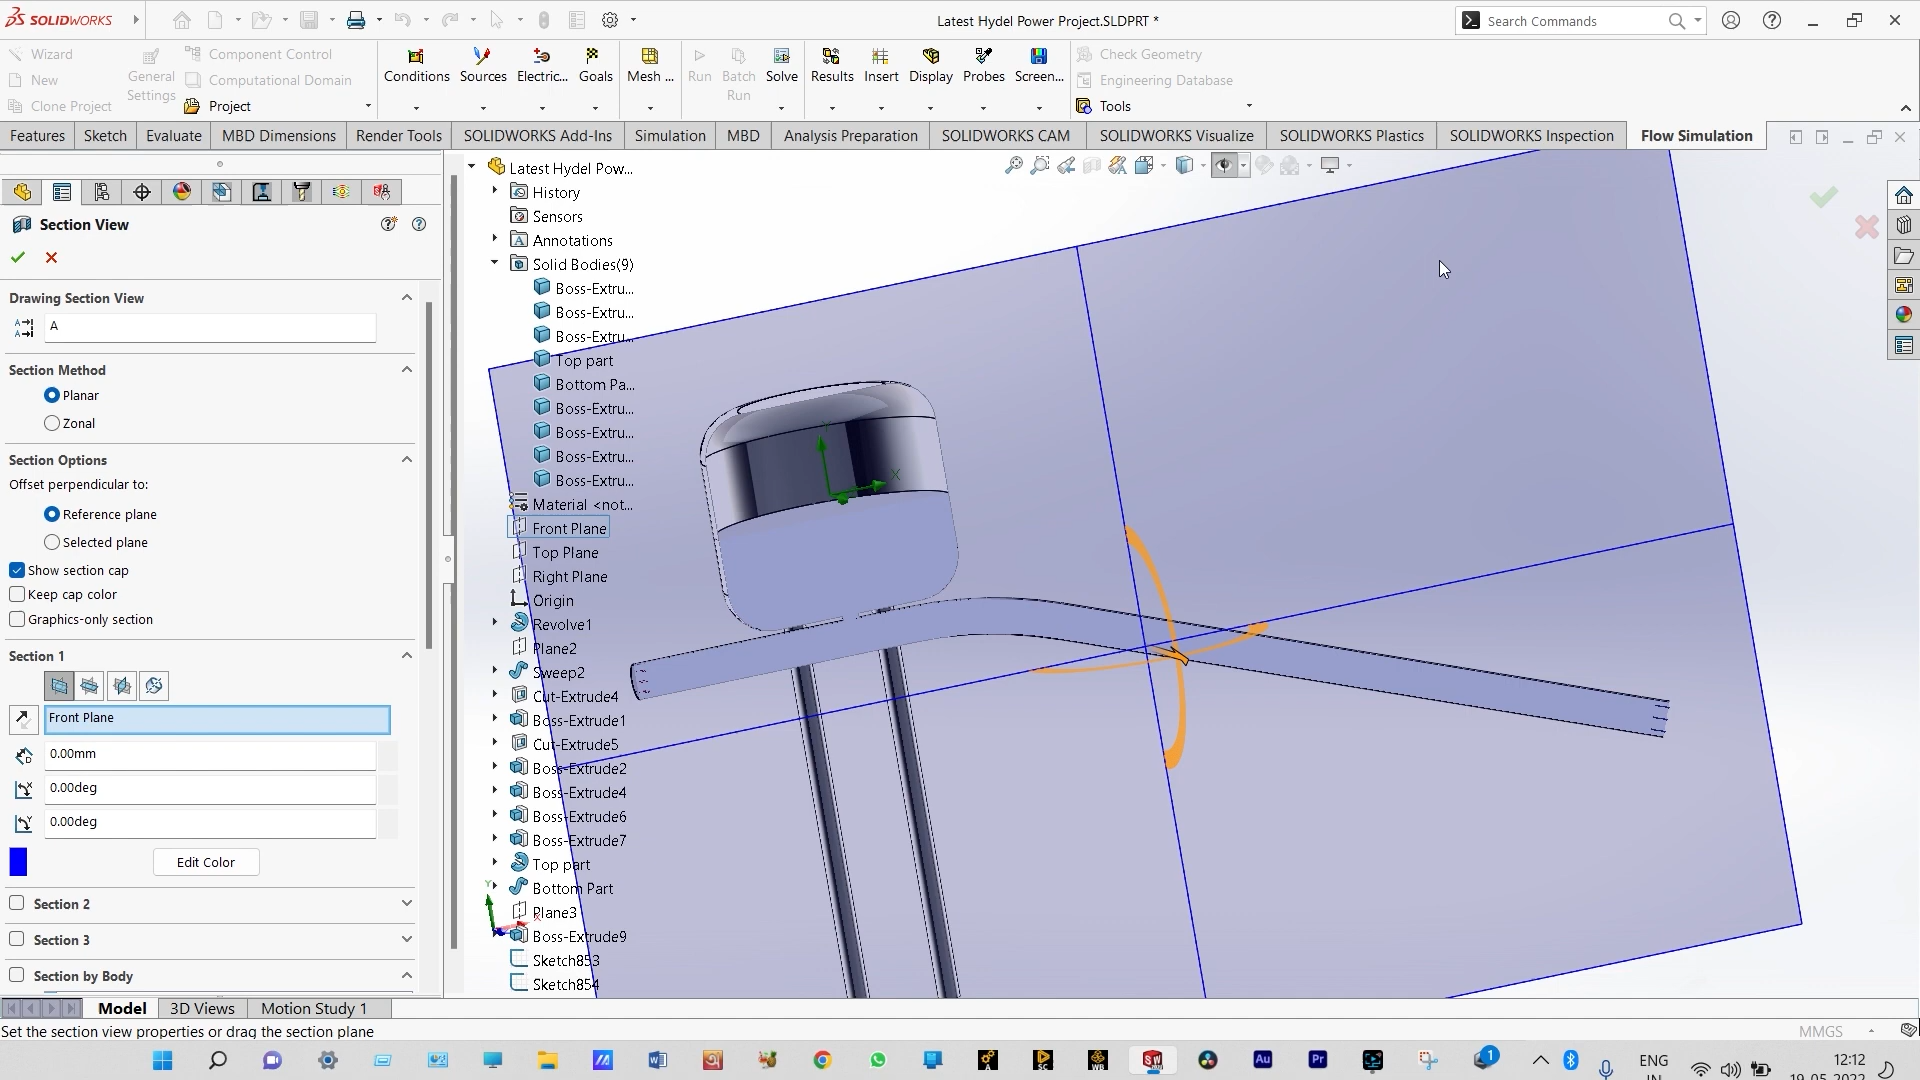 SOLIDWORKS
Latest Hydel Power Project.SLDPRT *
Search Commands
Wizard
New
Clone Project
General Settings
Component Control
Computational Domain
Project
Conditions
Sources
Electric...
Goals
Mesh ...
Run
Batch Run
Solve
Results
Insert
Display
Probes
Screen...
Check Geometry
Engineering Database
Tools
Features
Sketch
Evaluate
MBD Dimensions
Render Tools
SOLIDWORKS Add-Ins
Simulation
MBD
Analysis Preparation
SOLIDWORKS CAM
SOLIDWORKS Visualize
SOLIDWORKS Plastics
SOLIDWORKS Inspection
Flow Simulation
Section View
Drawing Section View
A
Section Method
Planar
Zonal
Section Options
Offset perpendicular to:
Reference plane
Selected plane
Show section cap
Keep cap color
Graphics-only section
Section 1
Front Plane
0.00mm
0.00deg
0.00deg
Edit Color
Section 2
Section 3
Section by Body
Latest Hydel Pow...
History
Sensors
Annotations
Solid Bodies(9)
Boss-Extru...
Boss-Extru...
Boss-Extru...
Top part
Bottom Pa...
Boss-Extru...
Boss-Extru...
Boss-Extru...
Boss-Extru...
Material <not...
Front Plane
Top Plane
Right Plane
Origin
Revolve1
Plane2
Sweep2
Cut-Extrude4
Boss-Extrude1
Cut-Extrude5
Boss-Extrude2
Boss-Extrude4
Boss-Extrude6
Boss-Extrude7
Top part
Bottom Part
Plane3
Boss-Extrude9
Sketch853
Sketch854
X
Model
3D Views
Motion Study 1
Set the section view properties or drag the section plane
MMGS
ENG
IN
12:12
19-05-2022